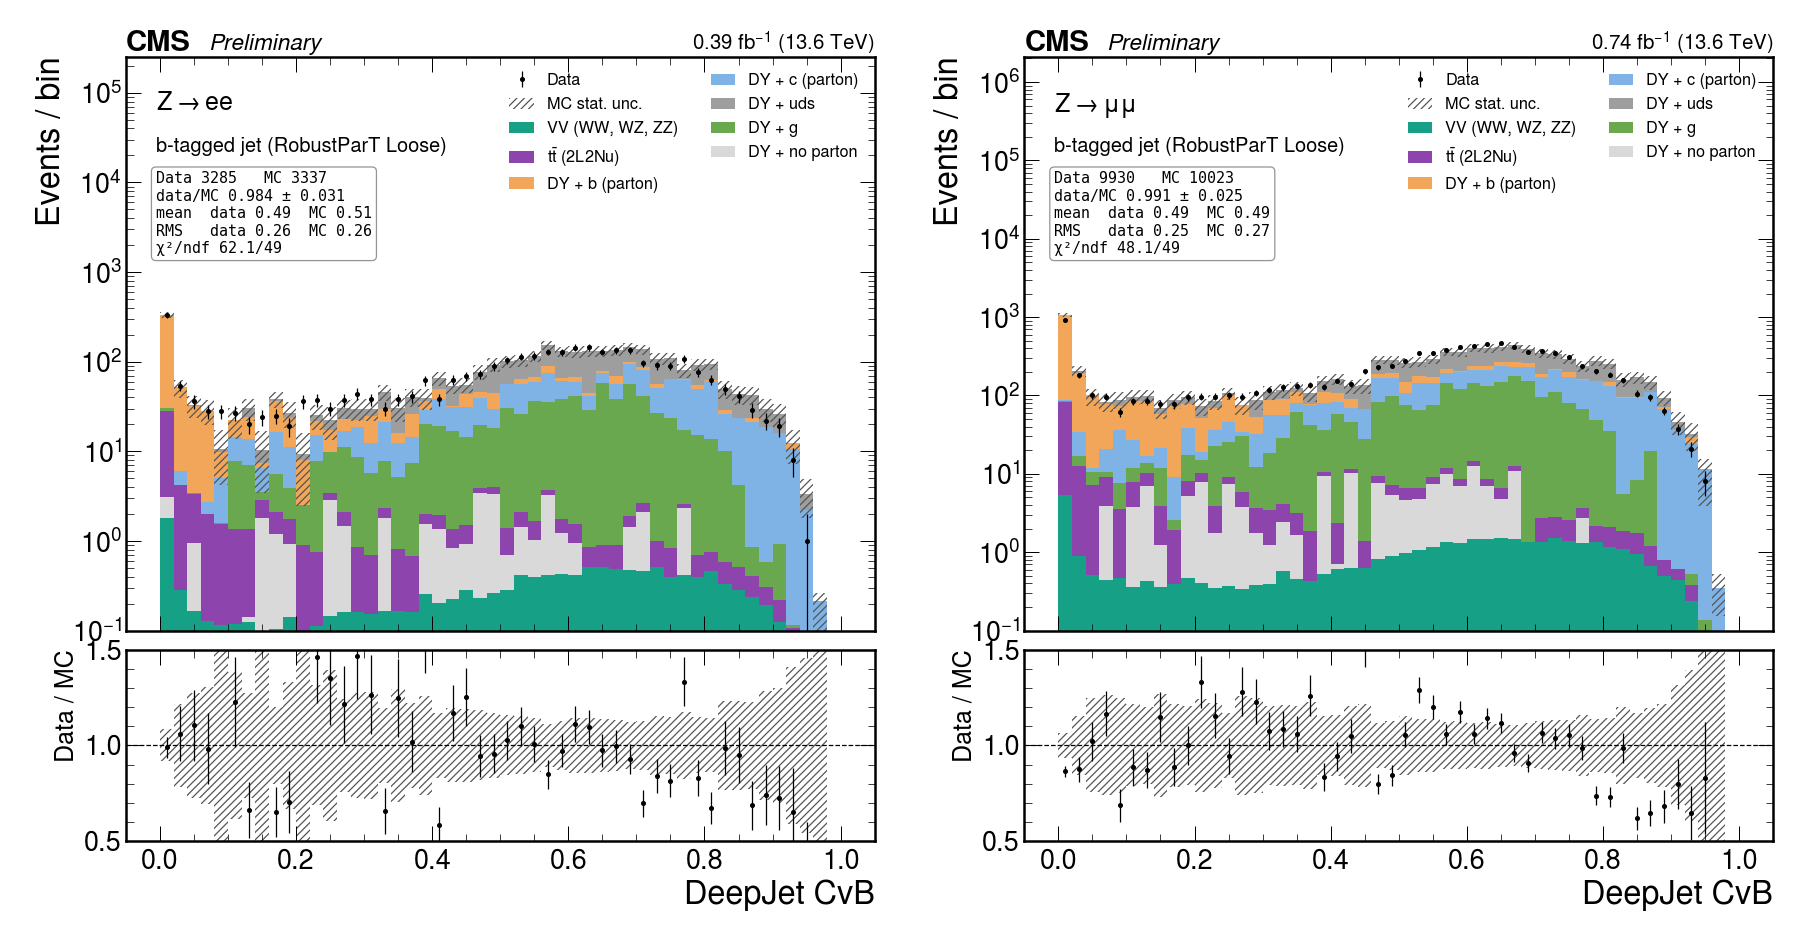 CMS Preliminary 0.39 fb⁻¹ (13.6 TeV)
Events / bin
Z → ee
b-tagged jet (RobustParT Loose)
Data 3285   MC 3337
data/MC 0.984 ± 0.031
mean  data 0.49  MC 0.51
RMS   data 0.26  MC 0.26
χ²/ndf 62.1/49
Data
MC stat. unc.
VV (WW, WZ, ZZ)
tt̄ (2L2Nu)
DY + b (parton)
DY + c (parton)
DY + uds
DY + g
DY + no parton
10⁵
10⁴
10³
10²
10¹
10⁰
10⁻¹
Data / MC
1.5
1.0
0.5
0.0 0.2 0.4 0.6 0.8 1.0
DeepJet CvB
CMS Preliminary 0.74 fb⁻¹ (13.6 TeV)
Events / bin
Z → μμ
b-tagged jet (RobustParT Loose)
Data 9930   MC 10023
data/MC 0.991 ± 0.025
mean  data 0.49  MC 0.49
RMS   data 0.25  MC 0.27
χ²/ndf 48.1/49
Data
MC stat. unc.
VV (WW, WZ, ZZ)
tt̄ (2L2Nu)
DY + b (parton)
DY + c (parton)
DY + uds
DY + g
DY + no parton
10⁶
10⁵
10⁴
10³
10²
10¹
10⁰
10⁻¹
Data / MC
1.5
1.0
0.5
0.0 0.2 0.4 0.6 0.8 1.0
DeepJet CvB